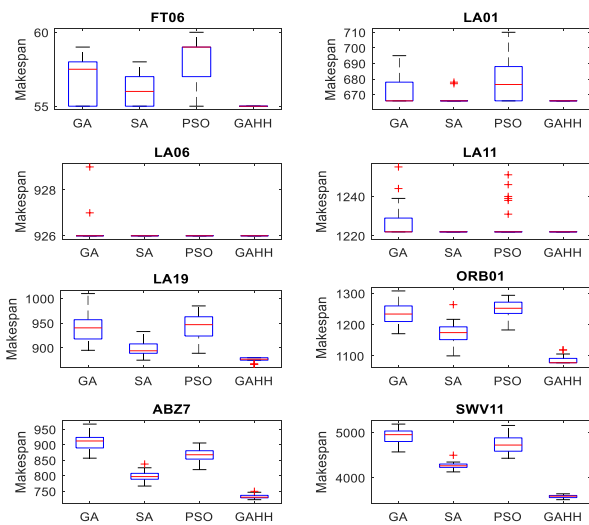 FT06
60
55
Makespan
GA SA PSO GAHH
LA01
710
700
690
680
670
660
Makespan
GA SA PSO GAHH
LA06
928
926
Makespan
GA SA PSO GAHH
LA11
1240
1220
Makespan
GA SA PSO GAHH
LA19
1000
950
900
Makespan
GA SA PSO GAHH
ORB01
1300
1200
1100
Makespan
GA SA PSO GAHH
ABZ7
950
900
850
800
750
Makespan
GA SA PSO GAHH
SWV11
5000
4000
Makespan
GA SA PSO GAHH